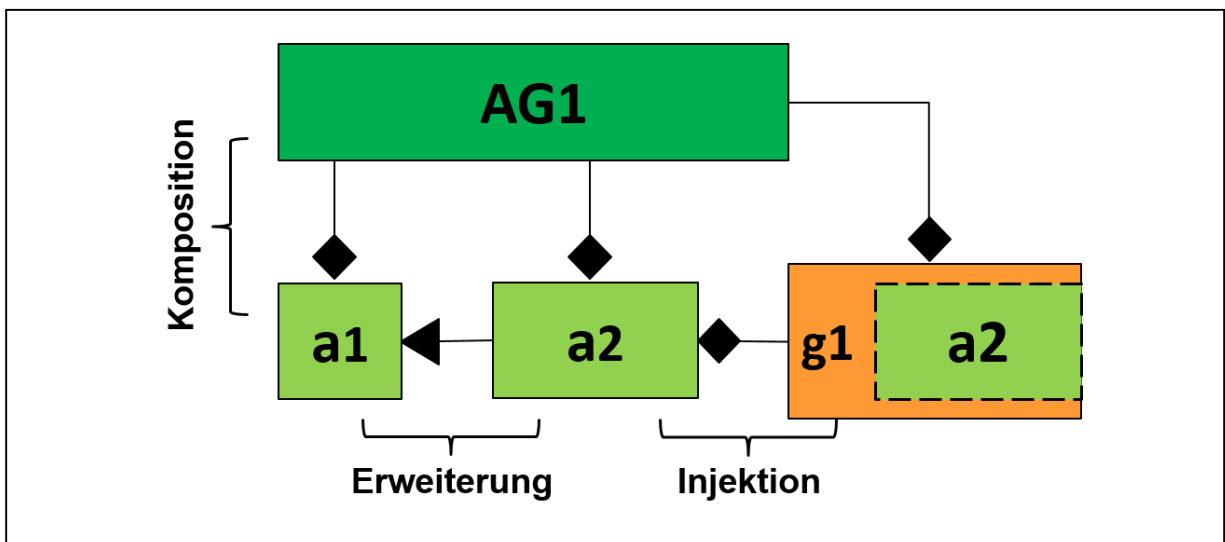 AG1
Komposition
a1
a2
g1
a2
Erweiterung
Injektion